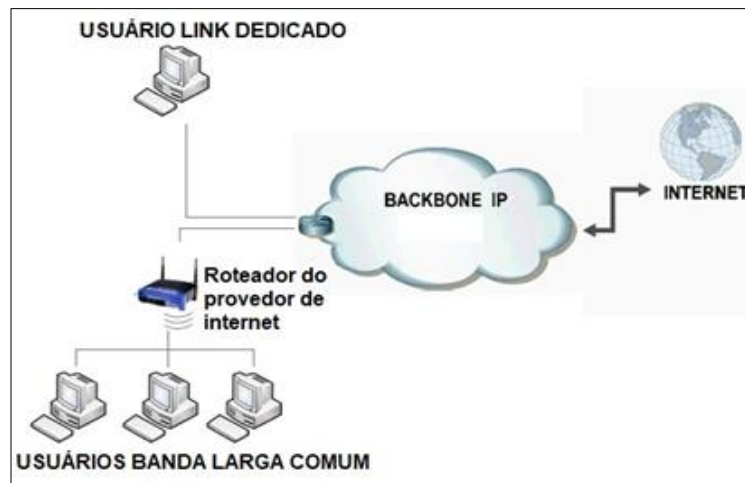 USUÁRIO LINK DEDICADO
BACKBONE IP
INTERNET
Roteador do
provedor de
internet
USUÁRIOS BANDA LARGA COMUM